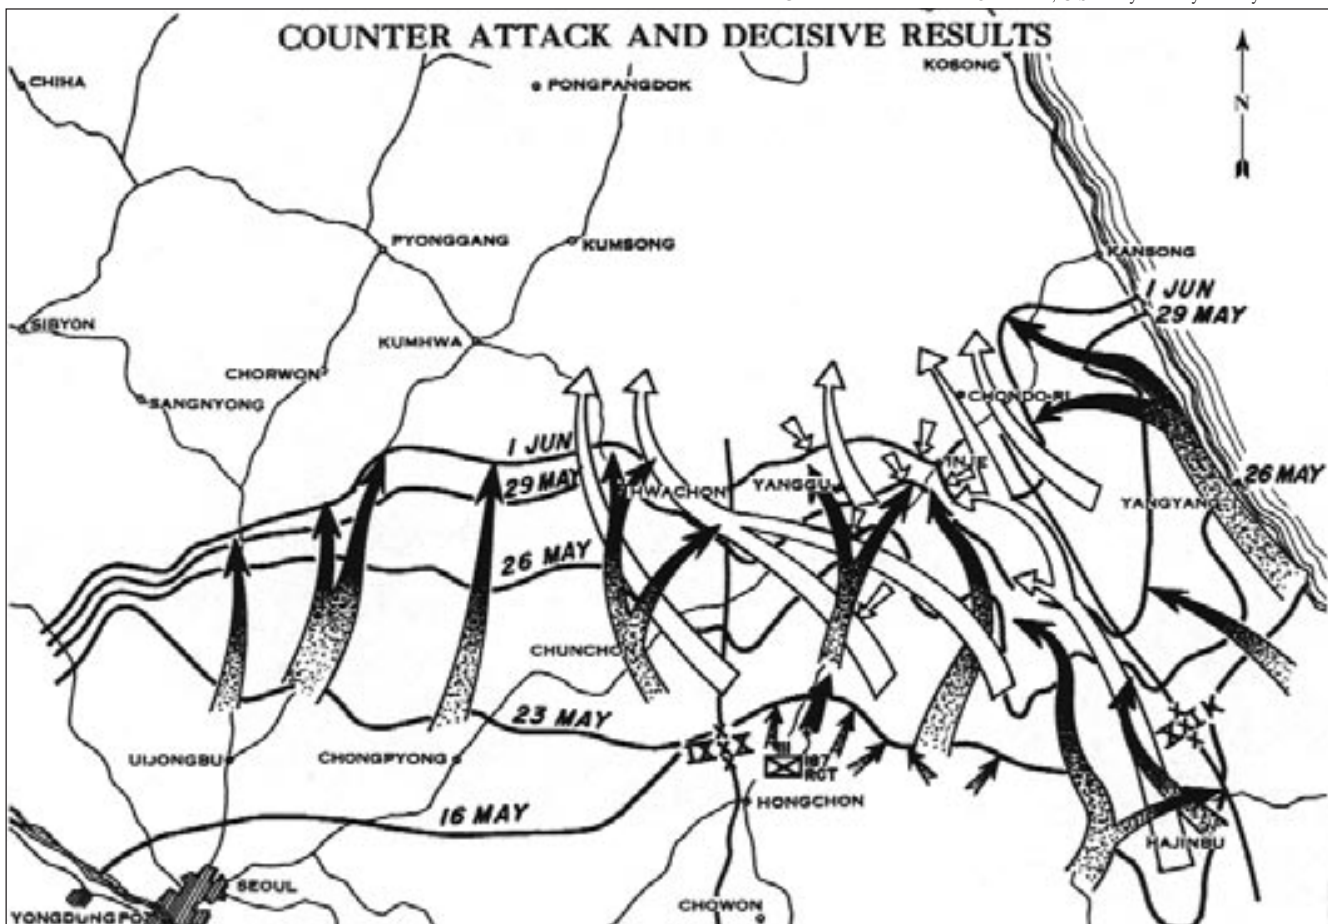 COUNTER ATTACK AND DECISIVE RESULTS
KOSONG
N
CHIHA
PONGPANGDOK
PYONGGANG
KUMSONG
KANSONG
1 JUN
29 MAY
SIBYON
KUMHWA
CHORWON
SANGNYONG
CHODO-RI
1 JUN
29 MAY
HWACHON
YANGGU
INJE
26 MAY
YANGYANG
26 MAY
CHUNCHON
23 MAY
IX X
X K
UIJONGBU
CHONGPYONG
187
RCT
HONGCHON
16 MAY
HAJINBU
SEOUL
CHOWON
YONGDUNGPO